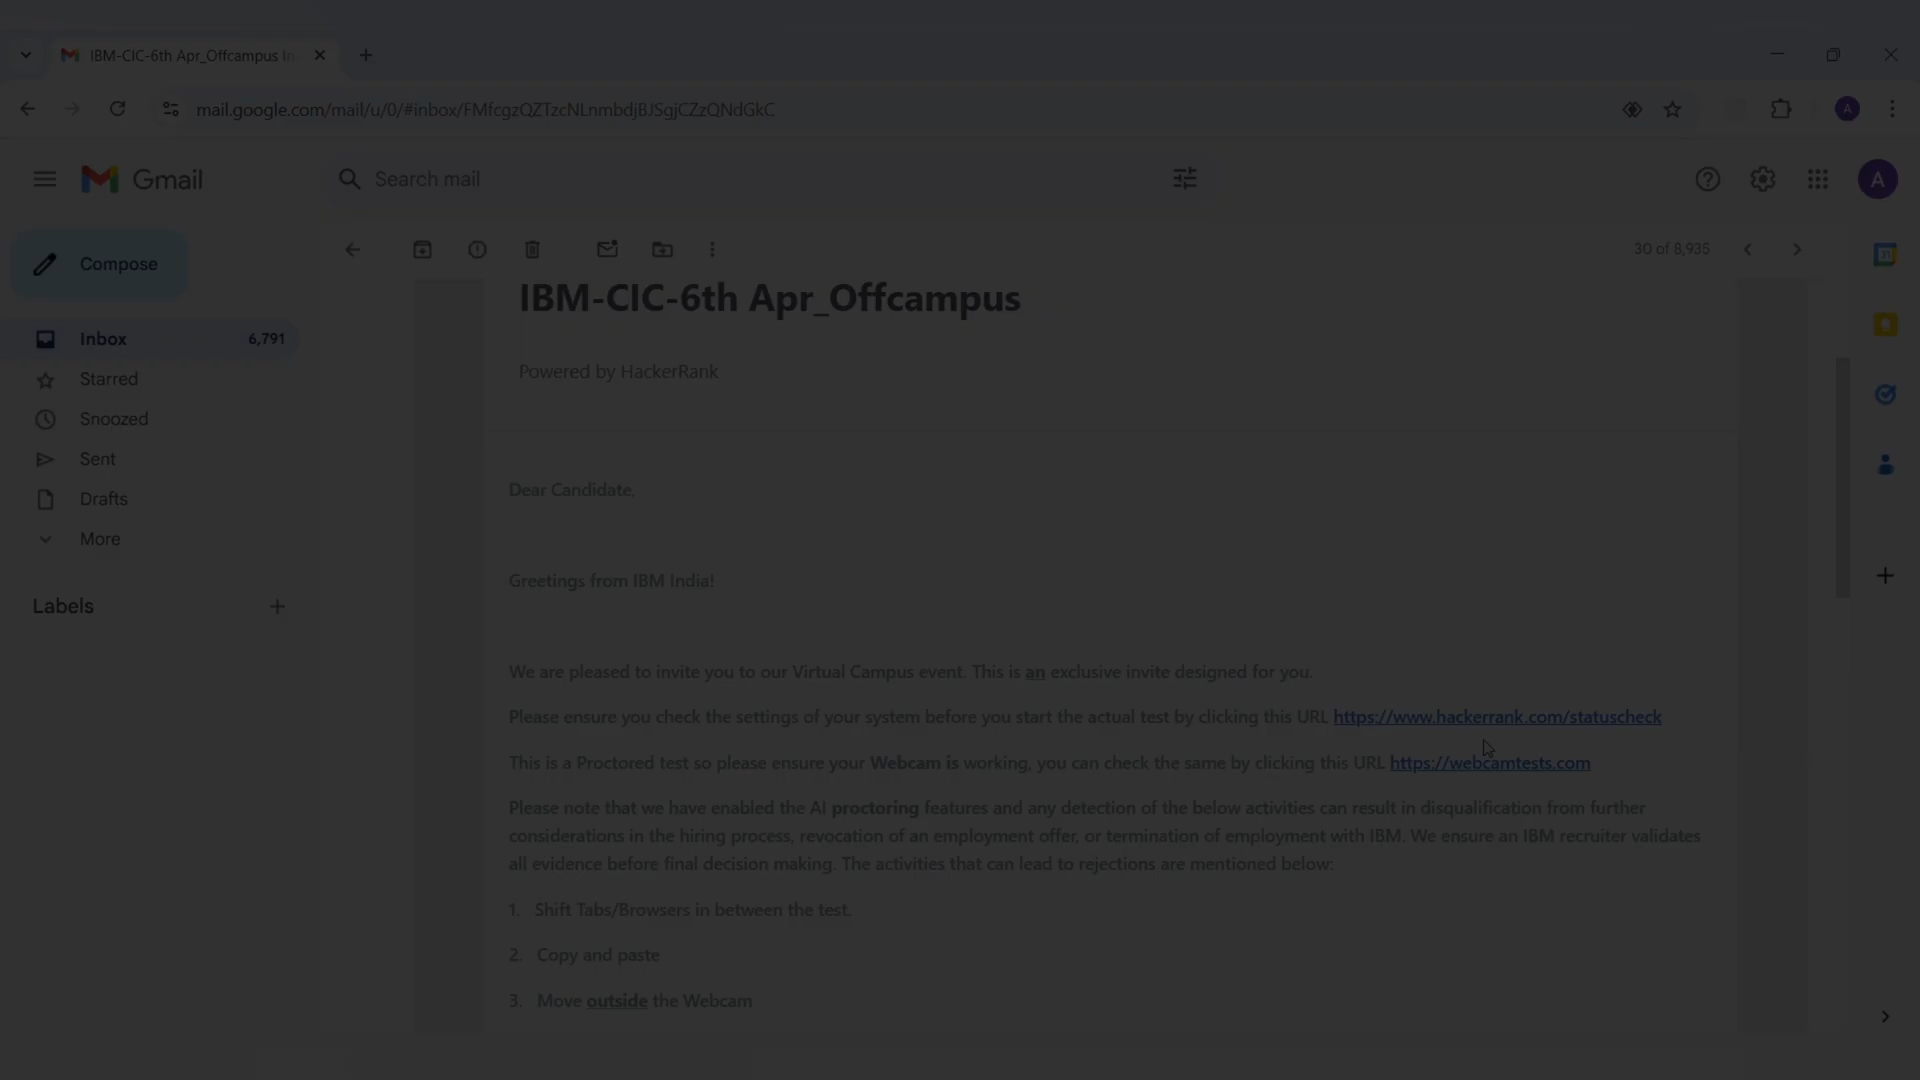 IBM-CIC-6th Apr_Offcampus In
mail.google.com/mail/u/0/#inbox/FMfcgzQZTzcNLnmbdjBJSgjCZzQNdGkC
A
Gmail
Search mail
A
Compose
30 of 8,935
31
Inbox 6,791
Starred
Snoozed
Sent
Drafts
More
Labels
IBM-CIC-6th Apr_Offcampus
Powered by HackerRank
Dear Candidate,
Greetings from IBM India!
We are pleased to invite you to our Virtual Campus event. This is an exclusive invite designed for you.
Please ensure you check the settings of your system before you start the actual test by clicking this URL https://www.hackerrank.com/statuscheck
This is a Proctored test so please ensure your Webcam is working, you can check the same by clicking this URL https://webcamtests.com
Please note that we have enabled the AI proctoring features and any detection of the below activities can result in disqualification from further
considerations in the hiring process, revocation of an employment offer, or termination of employment with IBM. We ensure an IBM recruiter validates
all evidence before final decision making. The activities that can lead to rejections are mentioned below:
1. Shift Tabs/Browsers in between the test.
2. Copy and paste
3. Move outside the Webcam